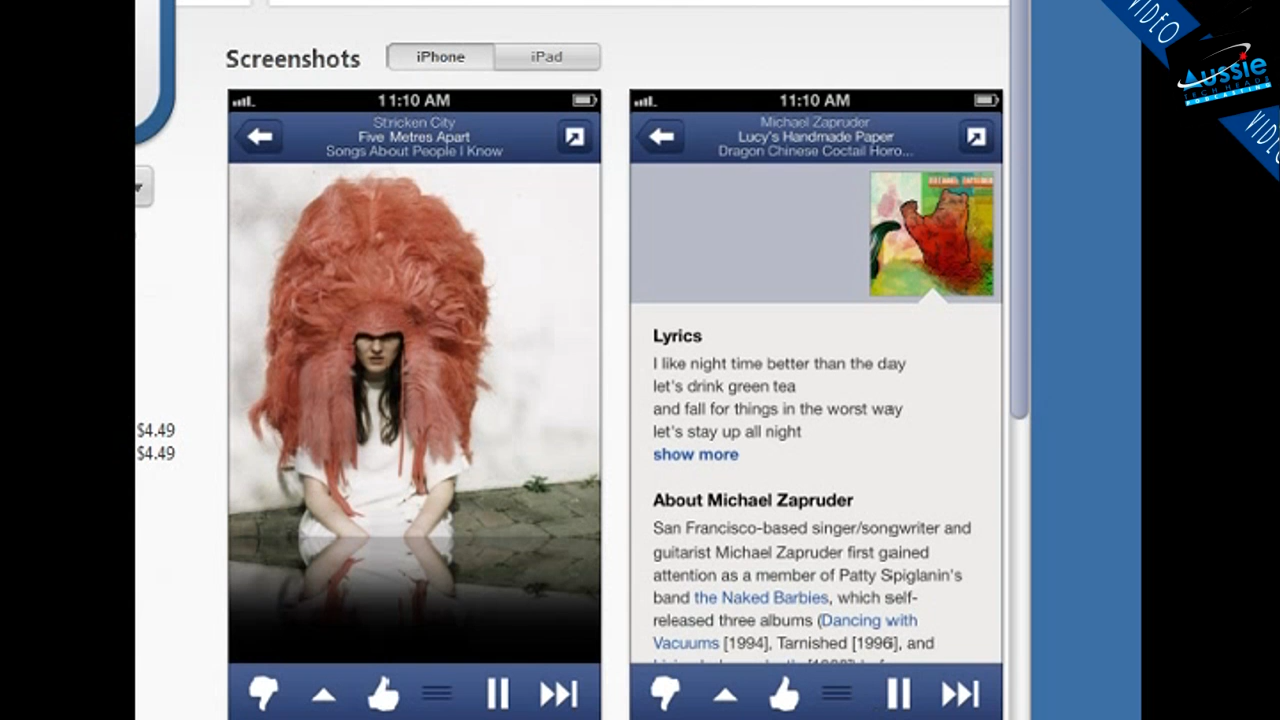 VIDEO
Aussie
TECH HEADS
PODCASTING
VIDEO
Screenshots
iPhone
iPad
11:10 AM
Stricken City
Five Metres Apart
Songs About People I Know
11:10 AM
Michael Zapruder
Lucy's Handmade Paper
Dragon Chinese Coctail Horo...
$4.49
$4.49
Lyrics
I like night time better than the day
let's drink green tea
and fall for things in the worst way
let's stay up all night
show more
About Michael Zapruder
San Francisco-based singer/songwriter and
guitarist Michael Zapruder first gained
attention as a member of Patty Spiglanin's
band the Naked Barbies, which self-
released three albums (Dancing with
Vacuums [1994], Tarnished [1996], and